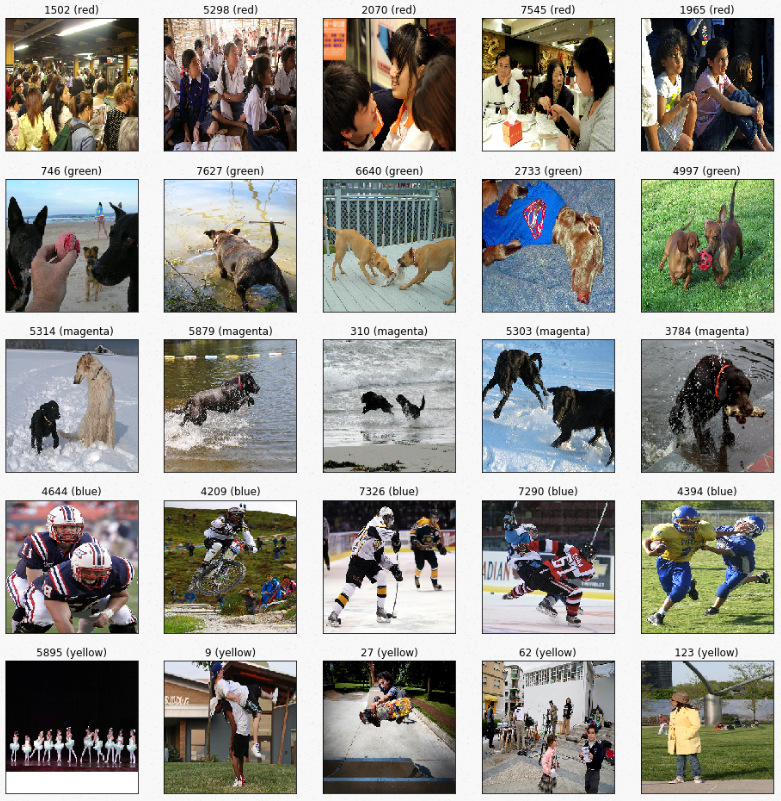 1502 (red) 5298 (red) 2070 (red) 7545 (red) 1965 (red)
746 (green) 7627 (green) 6640 (green) 2733 (green) 4997 (green)
5314 (magenta) 5879 (magenta) 310 (magenta) 5303 (magenta) 3784 (magenta)
4644 (blue) 4209 (blue) 7326 (blue) 7290 (blue) 4394 (blue)
ADIAN
5895 (yellow) 9 (yellow) 27 (yellow) 62 (yellow) 123 (yellow)